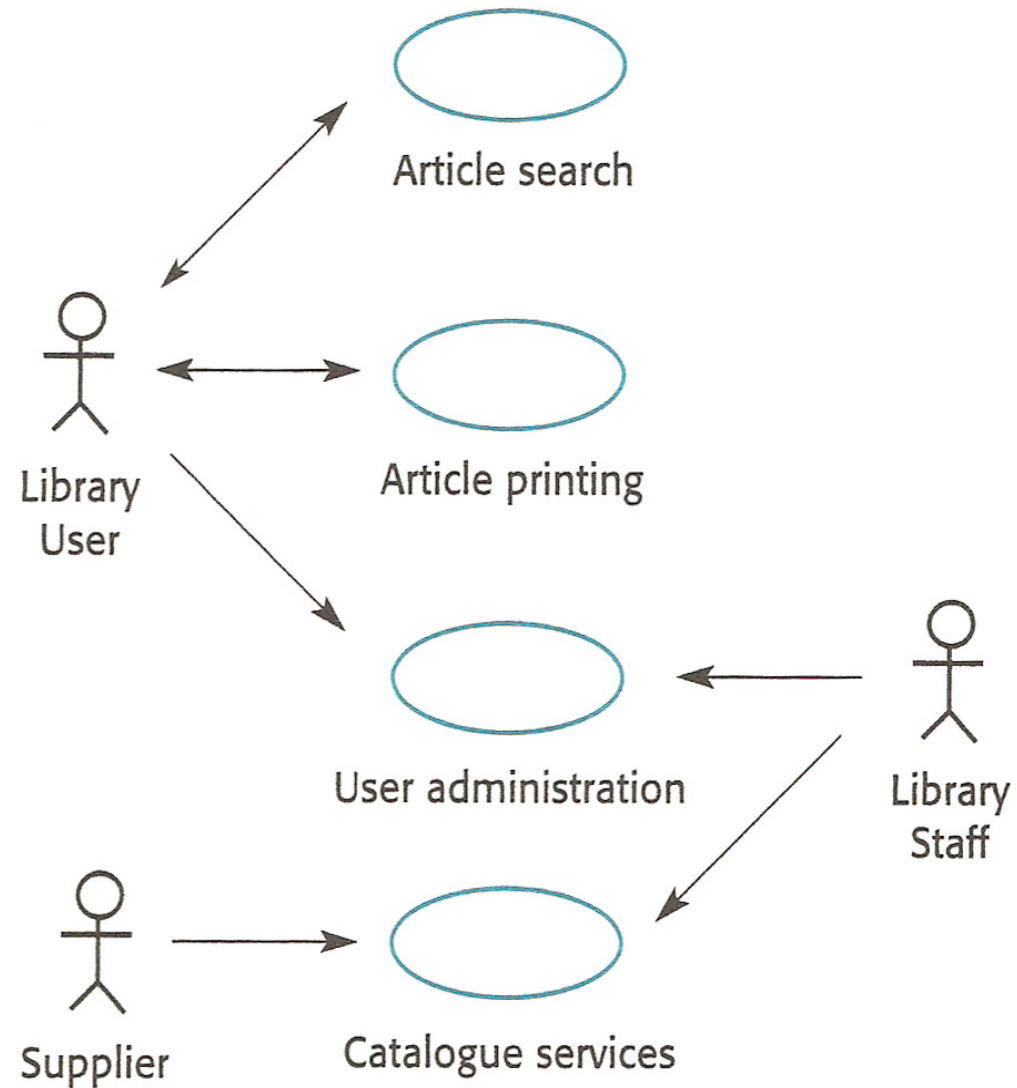 Article search
Article printing
Library
User
User administration
Library
Staff
Catalogue services
Supplier